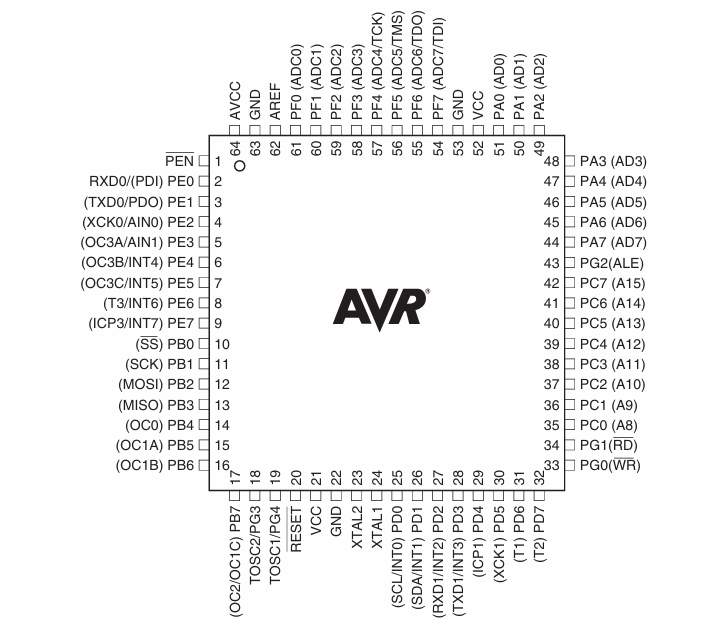 AVCC
GND
AREF
PF0 (ADC0)
PF1 (ADC1)
PF2 (ADC2)
PF3 (ADC3)
PF4 (ADC4/TCK)
PF5 (ADC5/TMS)
PF6 (ADC6/TDO)
PF7 (ADC7/TDI)
GND
VCC
PA0 (AD0)
PA1 (AD1)
PA2 (AD2)
64
63
62
61
60
59
58
57
56
55
54
53
52
51
50
49
PEN 1
RXD0/(PDI) PE0 2
(TXD0/PDO) PE1 3
(XCK0/AIN0) PE2 4
(OC3A/AIN1) PE3 5
(OC3B/INT4) PE4 6
(OC3C/INT5) PE5 7
(T3/INT6) PE6 8
(ICP3/INT7) PE7 9
(SS) PB0 10
(SCK) PB1 11
(MOSI) PB2 12
(MISO) PB3 13
(OC0) PB4 14
(OC1A) PB5 15
(OC1B) PB6 16
AVR®
48 PA3 (AD3)
47 PA4 (AD4)
46 PA5 (AD5)
45 PA6 (AD6)
44 PA7 (AD7)
43 PG2(ALE)
42 PC7 (A15)
41 PC6 (A14)
40 PC5 (A13)
39 PC4 (A12)
38 PC3 (A11)
37 PC2 (A10)
36 PC1 (A9)
35 PC0 (A8)
34 PG1(RD)
33 PG0(WR)
17
18
19
20
21
22
23
24
25
26
27
28
29
30
31
32
(OC2/OC1C) PB7
TOSC2/PG3
TOSC1/PG4
RESET
VCC
GND
XTAL2
XTAL1
(SCL/INT0) PD0
(SDA/INT1) PD1
(RXD1/INT2) PD2
(TXD1/INT3) PD3
(ICP1) PD4
(XCK1) PD5
(T1) PD6
(T2) PD7